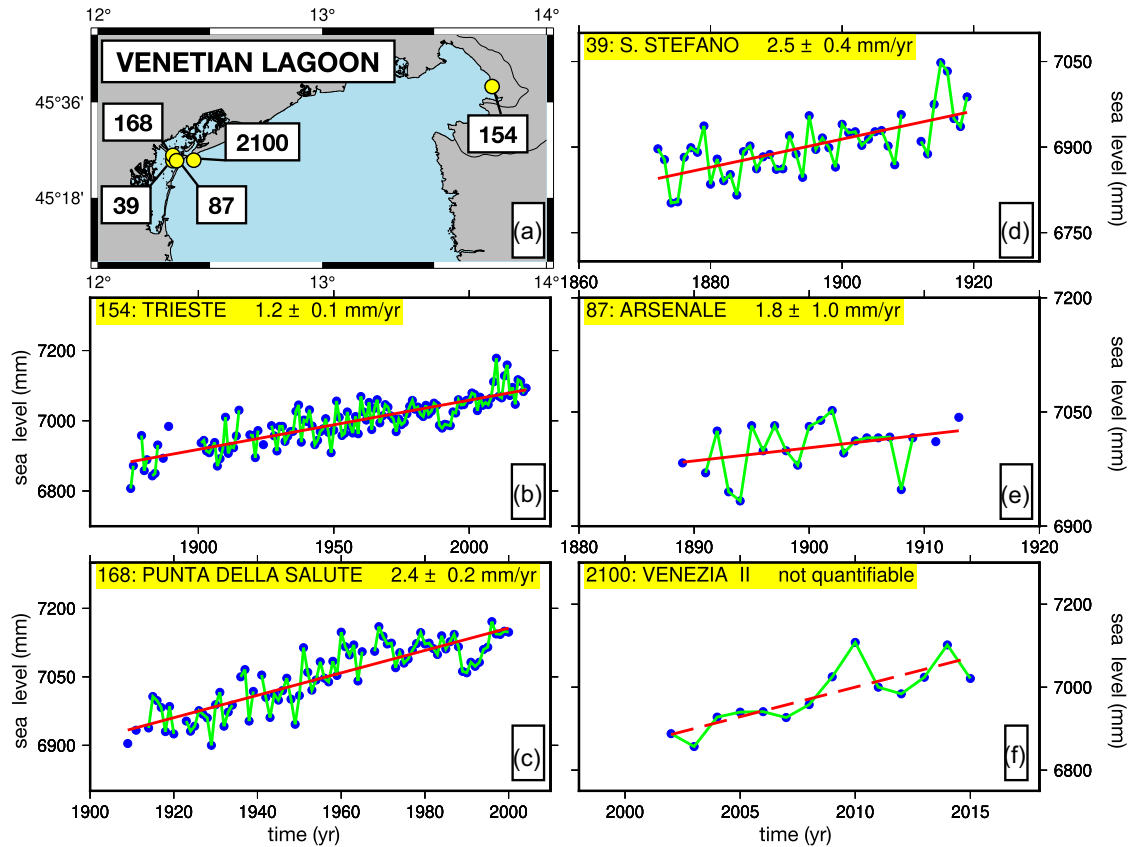 12° 13° 14°
VENETIAN LAGOON
45°36'
168
2100
154
45°18'
39
87
(a)
12° 13° 14°
39: S. STEFANO 2.5 ± 0.4 mm/yr
7050
6900
6750
sea level (mm)
(d)
1860 1880 1900 1920
154: TRIESTE 1.2 ± 0.1 mm/yr
7200
7000
6800
sea level (mm)
(b)
1900 1950 2000
87: ARSENALE 1.8 ± 1.0 mm/yr
7200
7050
6900
sea level (mm)
(e)
1880 1890 1900 1910 1920
168: PUNTA DELLA SALUTE 2.4 ± 0.2 mm/yr
7200
7050
6900
sea level (mm)
(c)
1900 1920 1940 1960 1980 2000
time (yr)
2100: VENEZIA II not quantifiable
7200
7000
6800
sea level (mm)
(f)
2000 2005 2010 2015
time (yr)